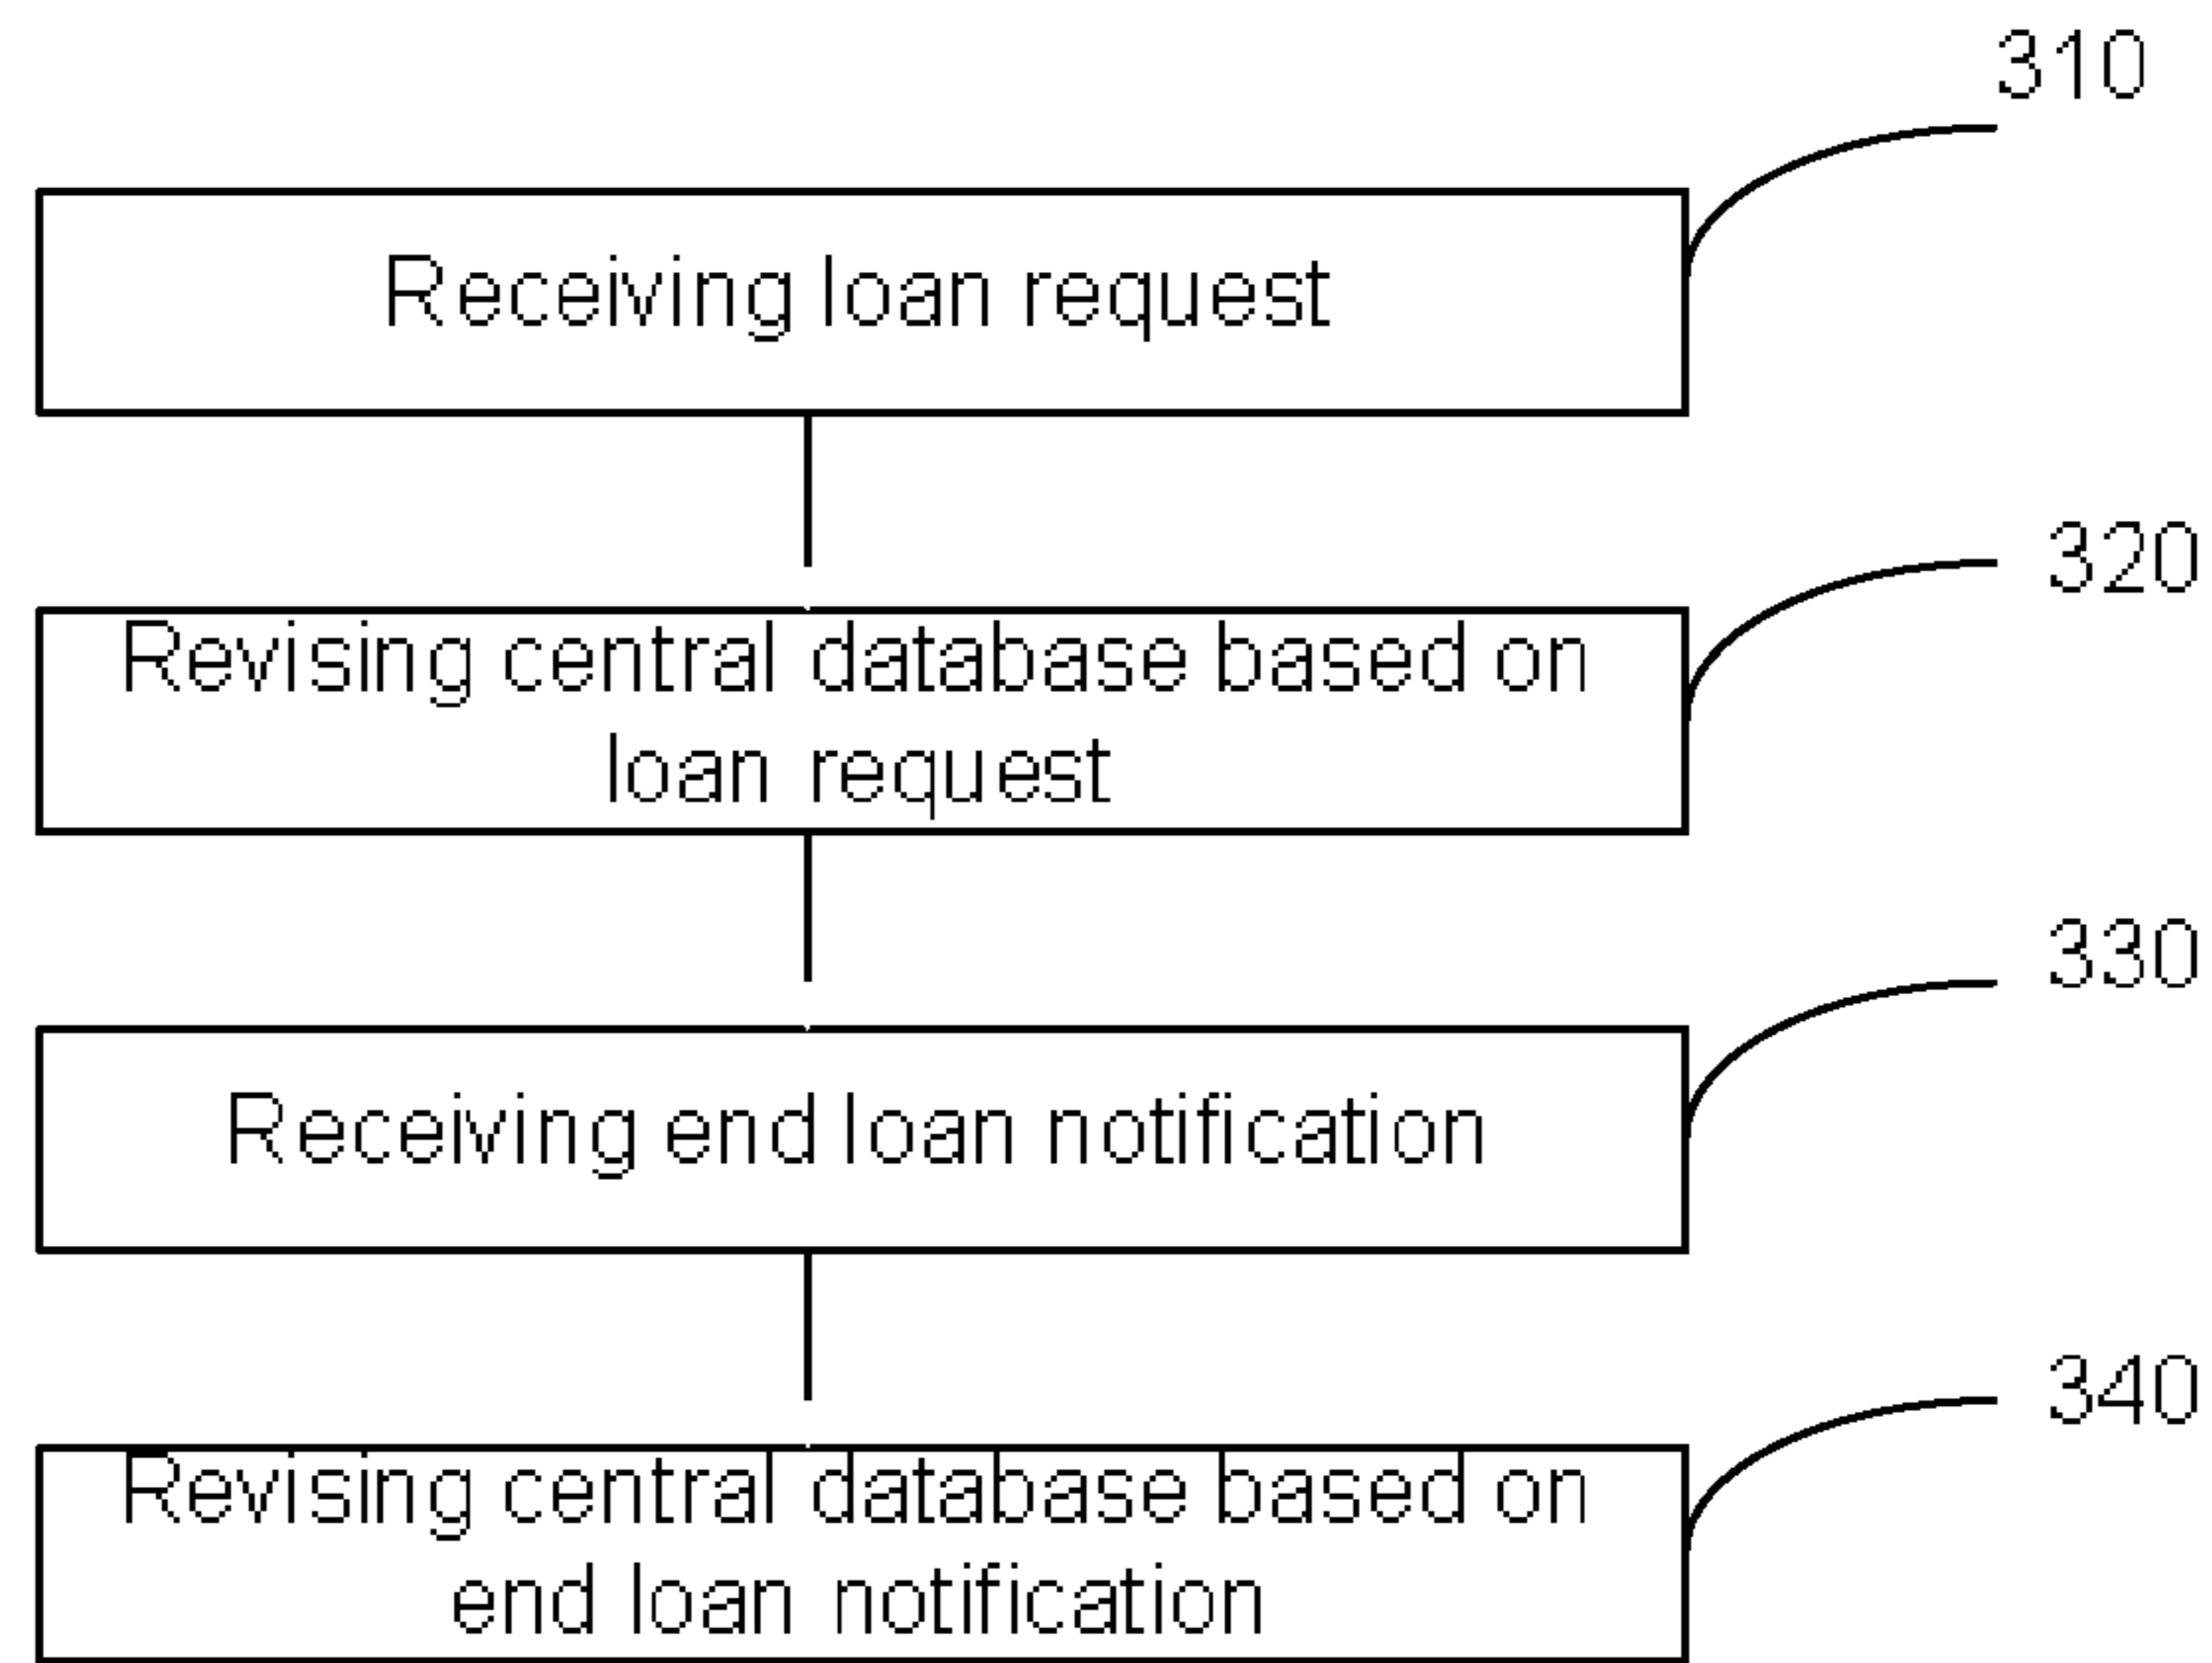 310
Receiving loan request
320
Revising central database based on
loan request
330
Receiving end loan notification
340
Revising central database based on
end loan notification